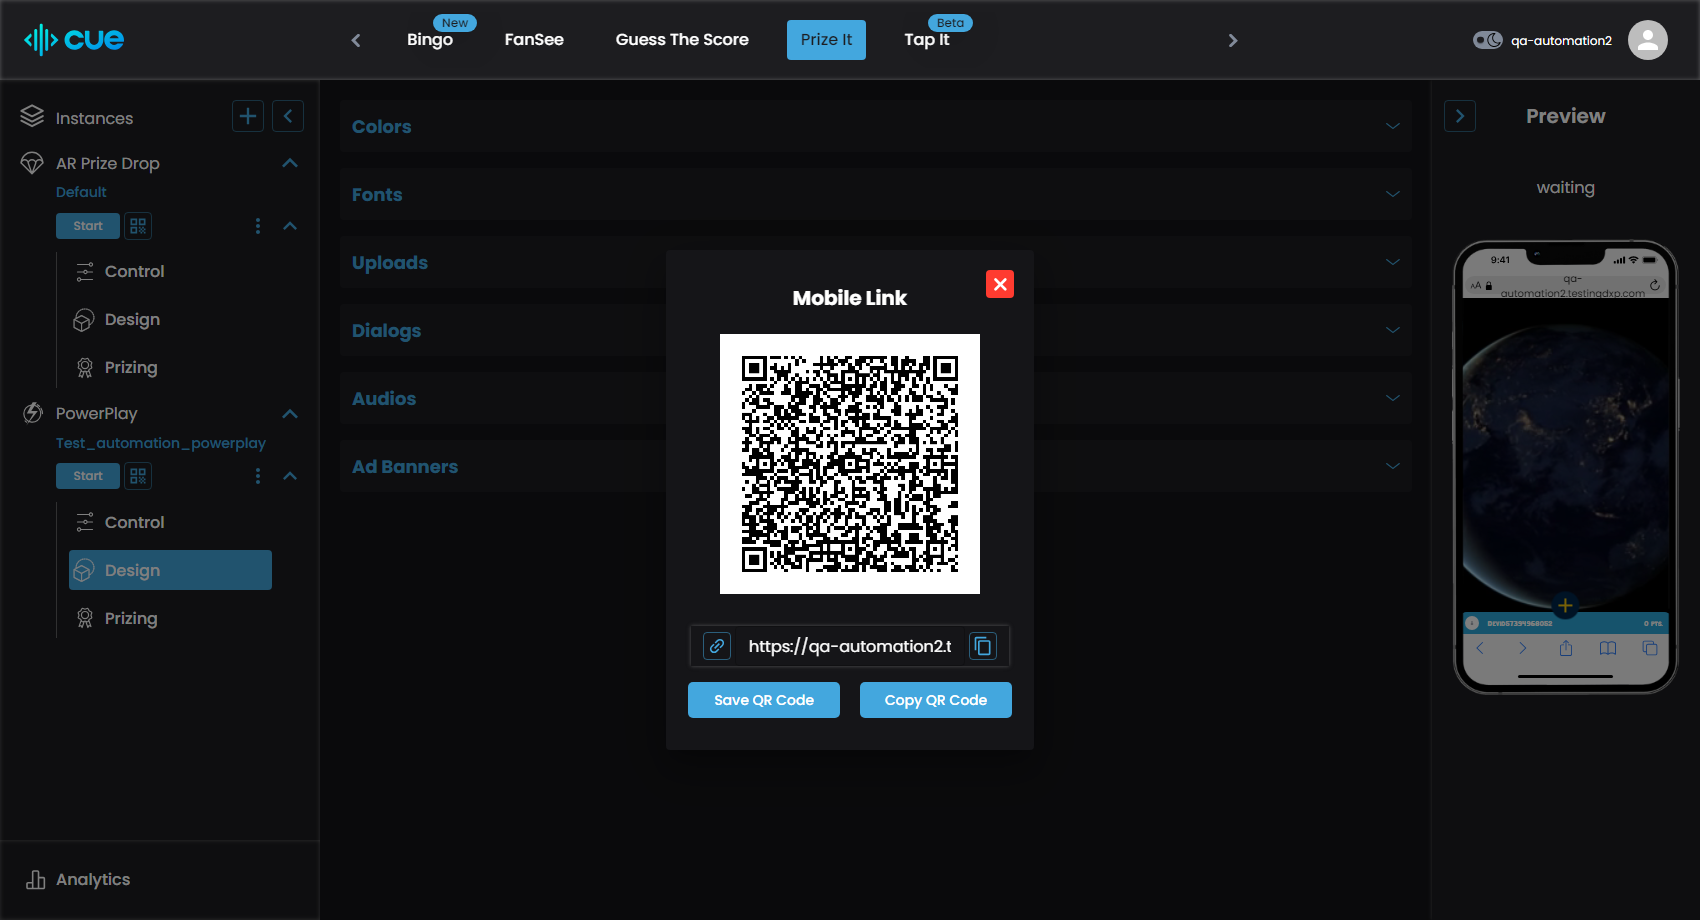 cue
Bingo
New
FanSee
Guess The Score
Prize It
Tap It
Beta
qa-automation2
Instances
AR Prize Drop
Default
Start
Control
Design
Prizing
PowerPlay
Test_automation_powerplay
Start
Control
Design
Prizing
Analytics
Colors
Fonts
Uploads
Dialogs
Audios
Ad Banners
Mobile Link
https://qa-automation2.t
Save QR Code
Copy QR Code
Preview
waiting
9:41
AA
qa-
automation2.testingdxp.com
0 PTS.